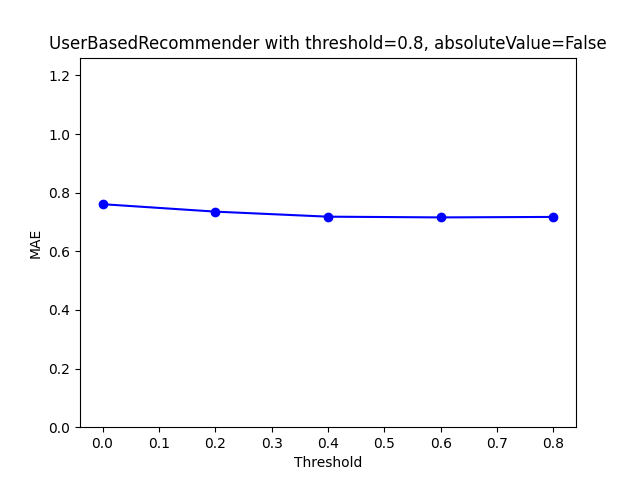 UserBasedRecommender with threshold=0.8, absoluteValue=False
1.2
1.0
0.8
0.6
0.4
0.2
0.0
MAE
0.0 0.1 0.2 0.3 0.4 0.5 0.6 0.7 0.8
Threshold